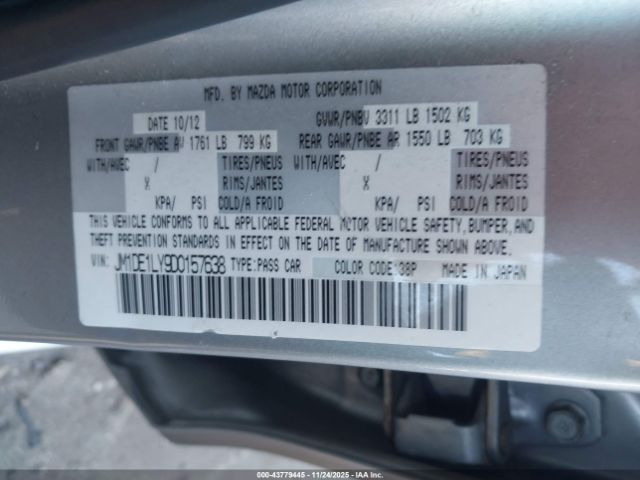 MFD. BY MAZDA MOTOR CORPORATION
DATE 10/12 GVWR/PNBV 3311 LB 1502 KG
FRONT GAWR/PNBE AV 1761 LB 799 KG REAR GAWR/PNBE AR 1550 LB 703 KG
WITH/AVEC / TIRES/PNEUS WITH/AVEC / TIRES/PNEUS
X RIMS/JANTES X RIMS/JANTES
KPA/ PSI COLD/A FROID KPA/ PSI COLD/A FROID
THIS VEHICLE CONFORMS TO ALL APPLICABLE FEDERAL MOTOR VEHICLE SAFETY, BUMPER, AND
THEFT PREVENTION STANDARDS IN EFFECT ON THE DATE OF MANUFACTURE SHOWN ABOVE.
VIN: JM1DE1LY9D0157638 TYPE:PASS CAR COLOR CODE:38P MADE IN JAPAN
© 0000-43779445 - 11/24/2025 - IAAI.COM